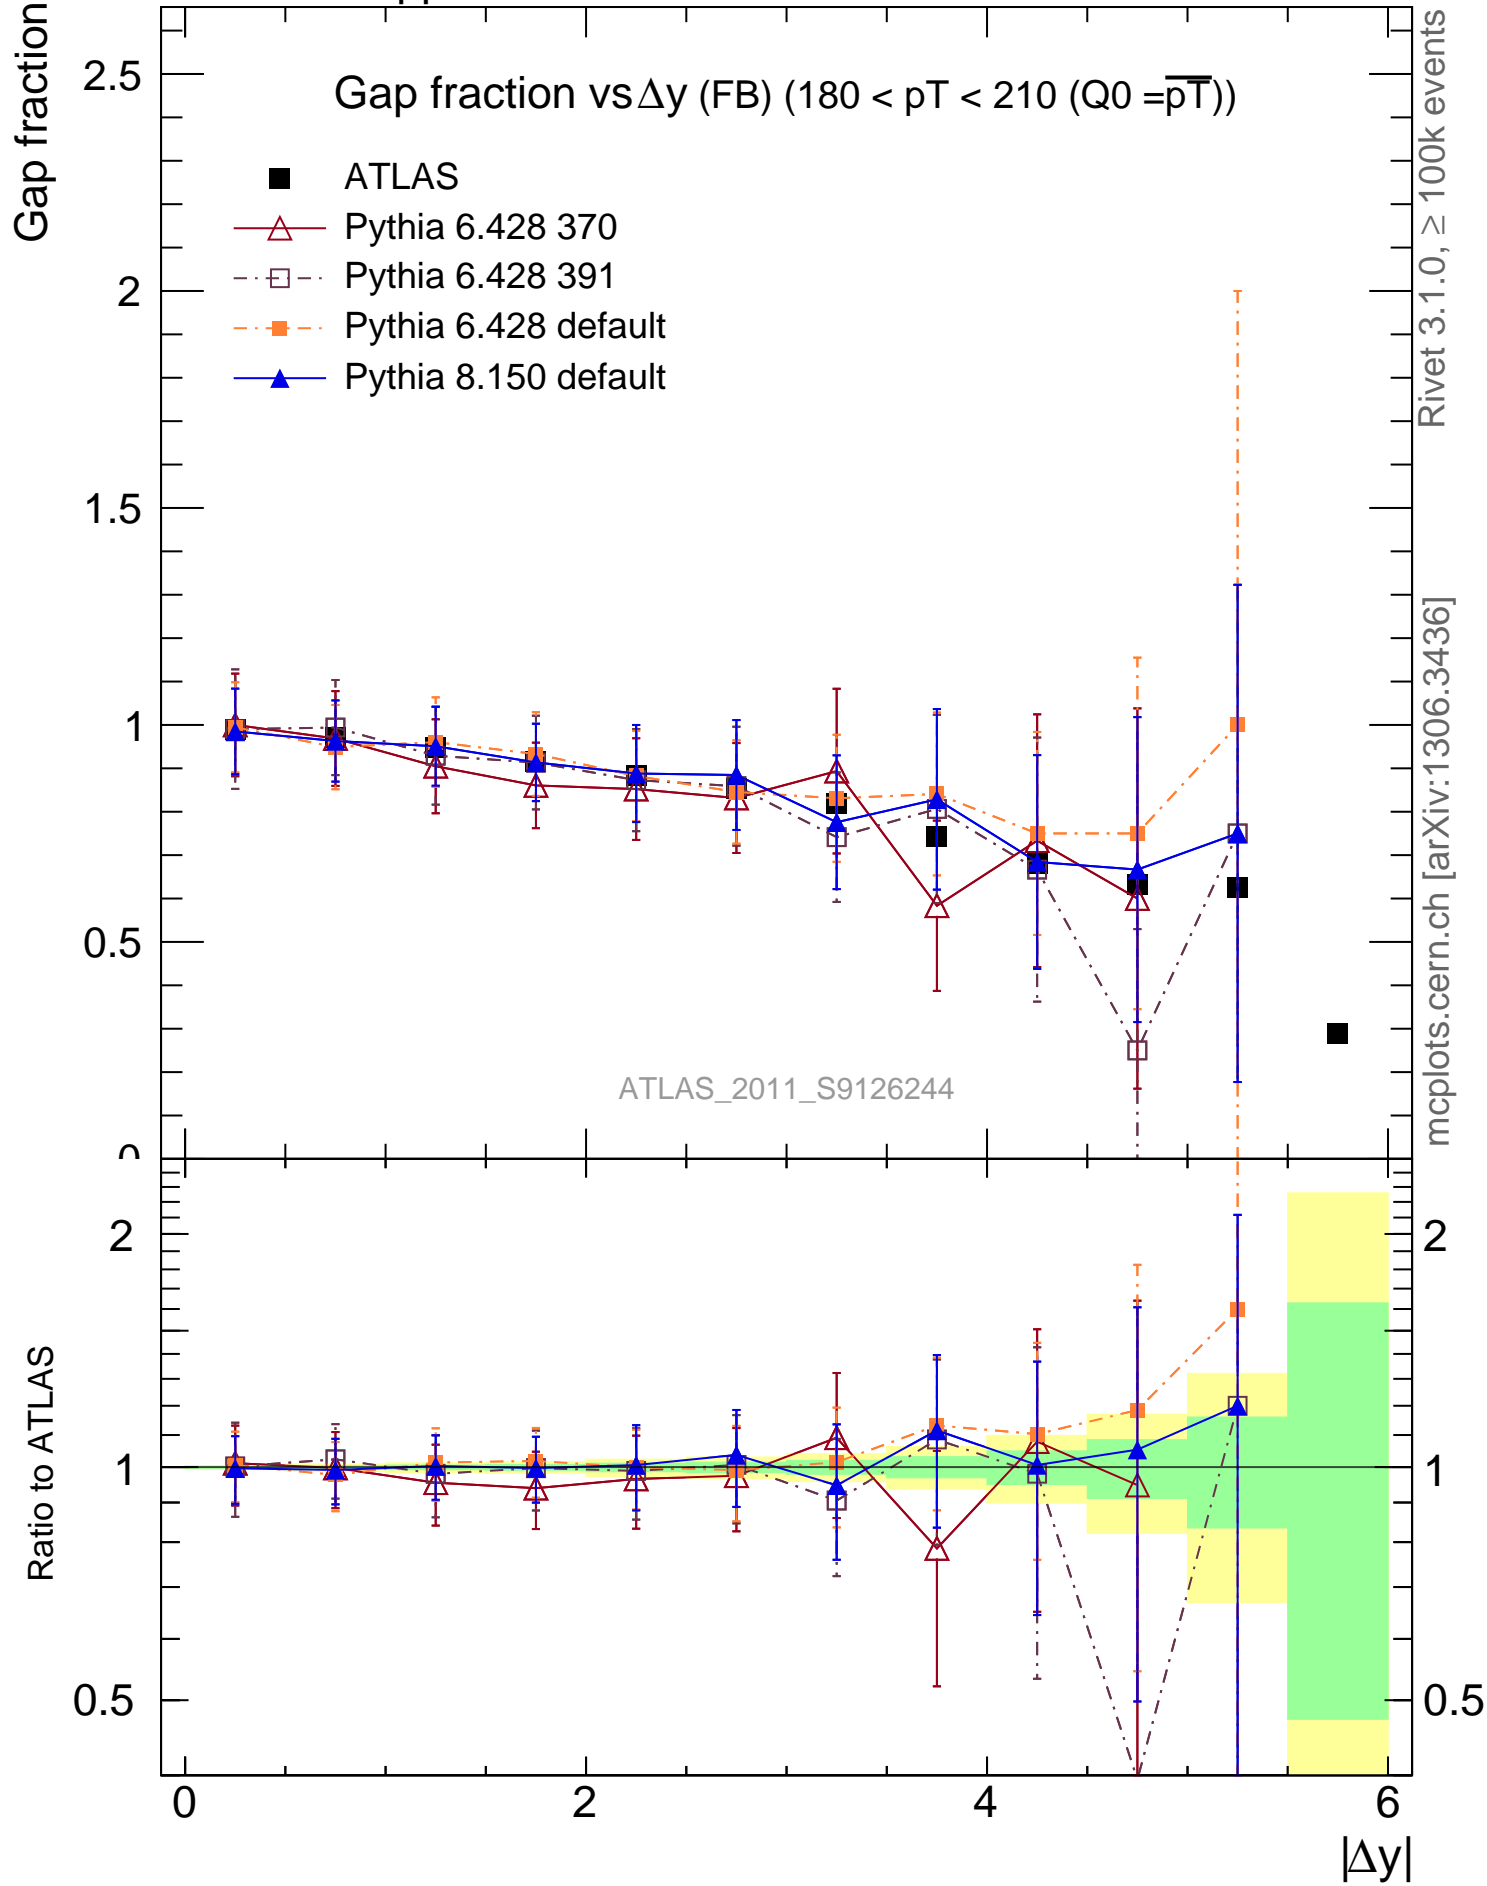 Gap fraction
Gap fraction vs Δy (FB) (180 < pT < 210 (Q0 =pT))
ATLAS
Pythia 6.428 370
Pythia 6.428 391
Pythia 6.428 default
Pythia 8.150 default
2.5
2
1.5
1
0.5
0
ATLAS_2011_S9126244
Rivet 3.1.0, ≥ 100k events
mcplots.cern.ch [arXiv:1306.3436]
Ratio to ATLAS
2
1
0.5
2
1
0.5
0
2
4
6
|Δy|